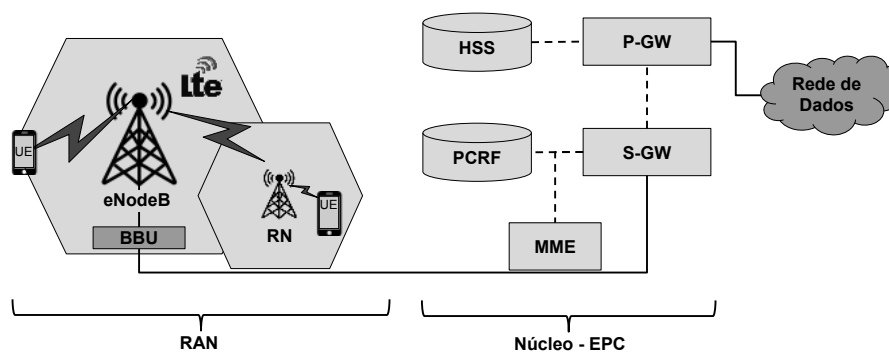 Lte
UE
eNodeB
BBU
UE
RN
RAN
HSS
P-GW
Rede de
Dados
PCRF
S-GW
MME
Núcleo - EPC